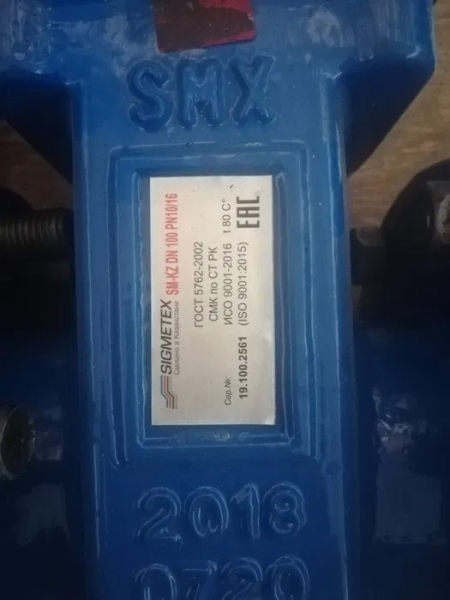 SMX
SIGMETEX
Сделано в Казахстане
SM-KZ DN 100 PN10/16
ГОСТ 5762-2002
СМК по СТ РК
ИСО 9001-2016 t 80 C°
(ISO 9001:2015)
Сер.№:
19.100.2561
EAC
2018
0720